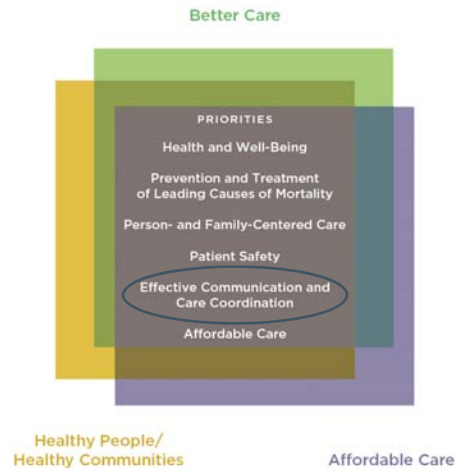 Better Care
PRIORITIES
Health and Well-Being
Prevention and Treatment
of Leading Causes of Mortality
Person- and Family-Centered Care
Patient Safety
Effective Communication and
Care Coordination
Affordable Care
Healthy People/
Healthy Communities
Affordable Care